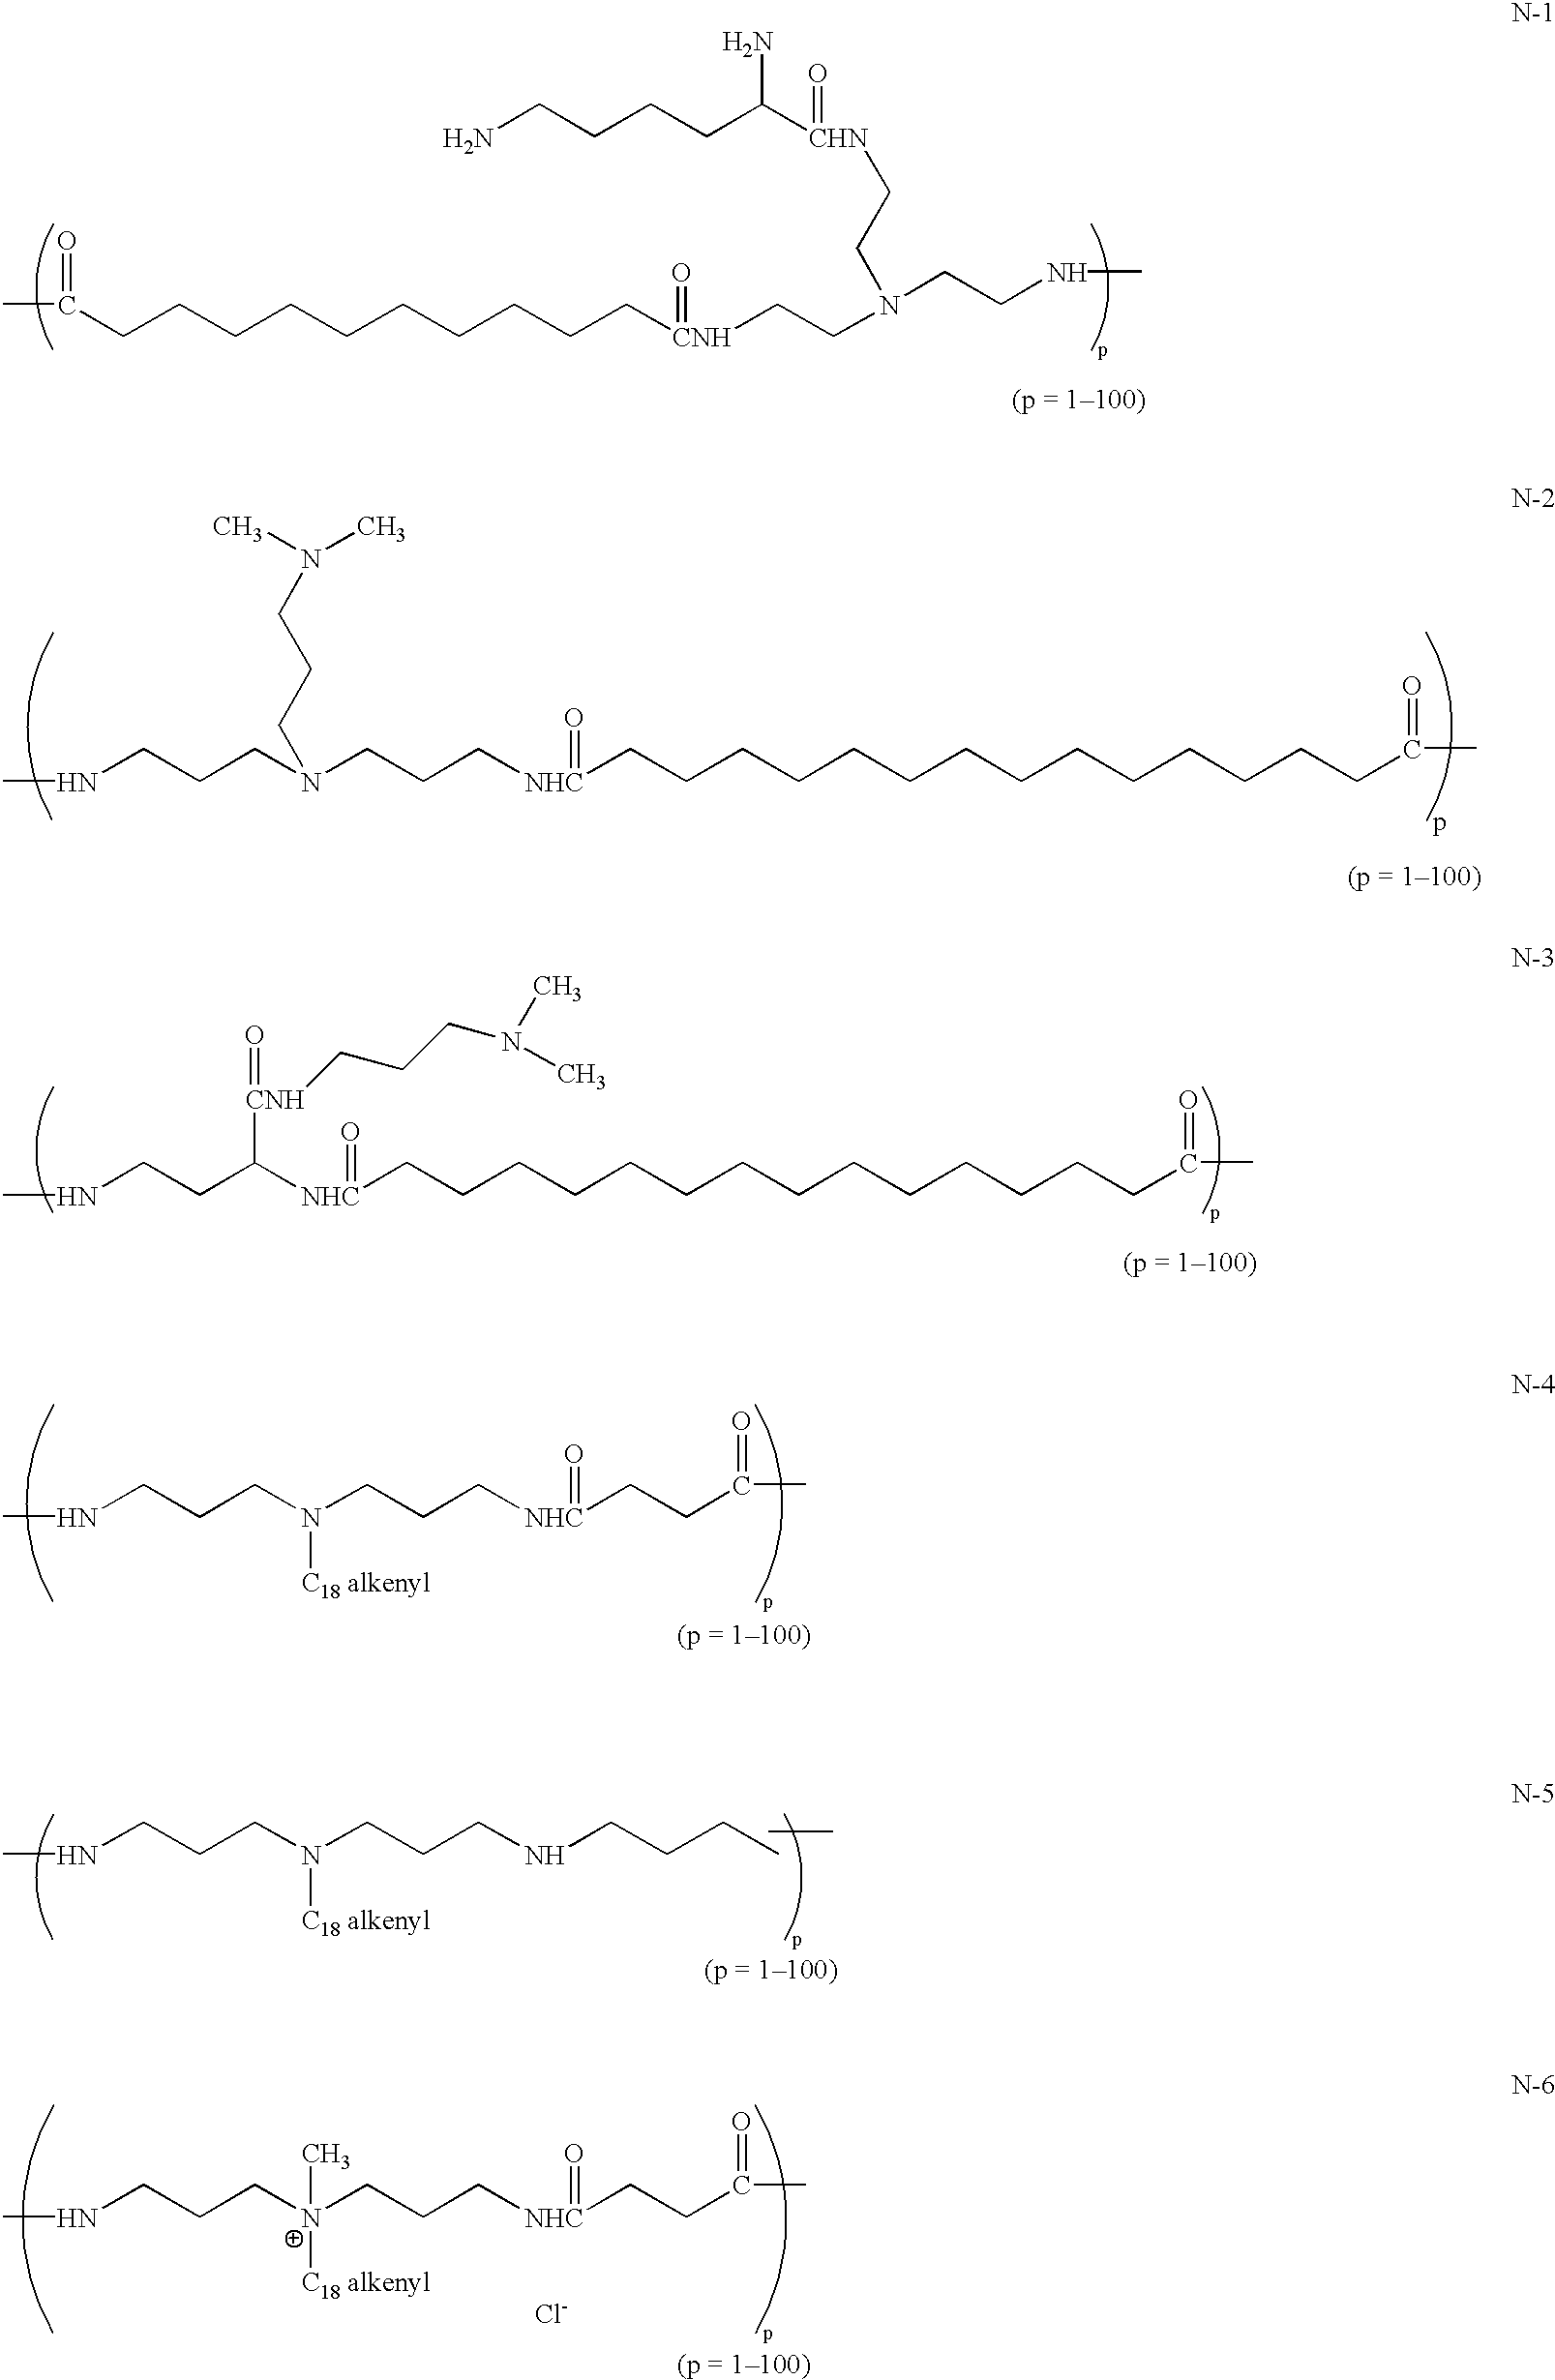 N-1
H₂N
O
H₂N CHN
O
O
NH
C CNH N
p
(p = 1–100)
N-2
CH₃ CH₃
N
O
O
C
HN N NHC
p
(p = 1–100)
N-3
CH₃
O
N
CH₃
CNH
O
O
C
HN NHC
p
(p = 1–100)
N-4
O
O
C
HN N NHC
C₁₈ alkenyl
p
(p = 1–100)
N-5
HN N NH
C₁₈ alkenyl
p
(p = 1–100)
N-6
O
CH₃ O
C
HN N NHC
⊕
C₁₈ alkenyl
Cl⁻
p
(p = 1–100)